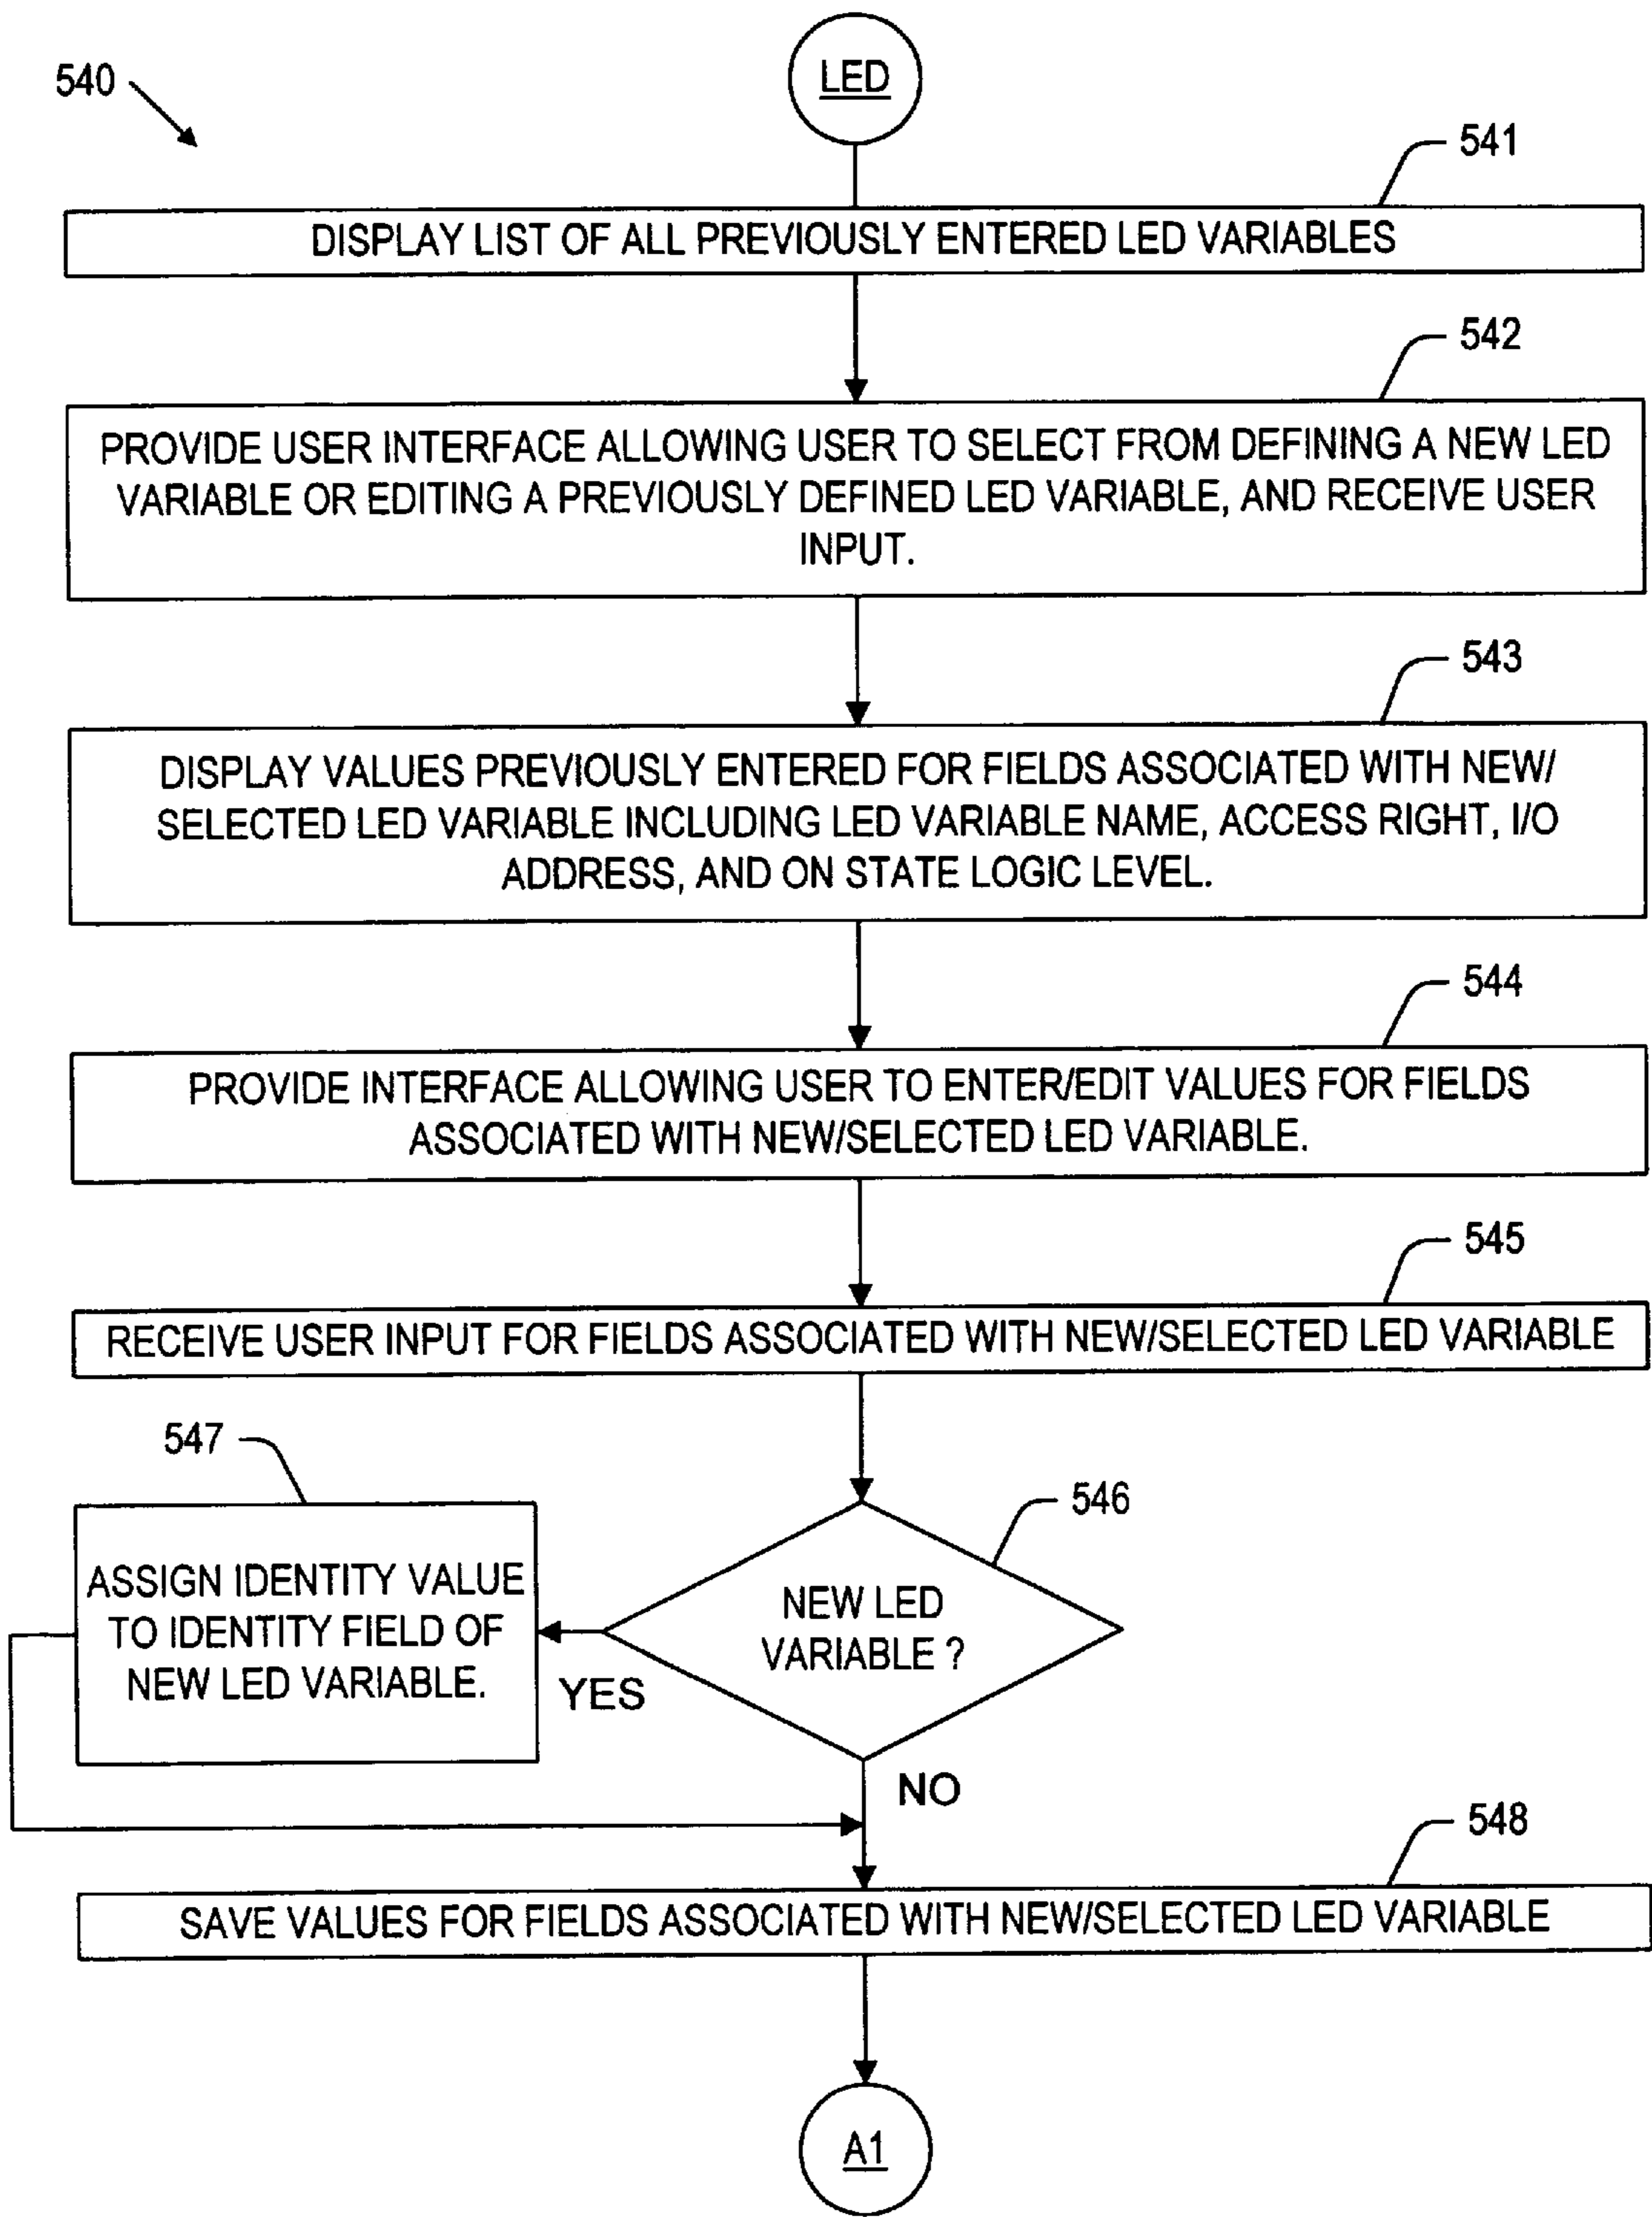 540
LED
541
DISPLAY LIST OF ALL PREVIOUSLY ENTERED LED VARIABLES
542
PROVIDE USER INTERFACE ALLOWING USER TO SELECT FROM DEFINING A NEW LED
VARIABLE OR EDITING A PREVIOUSLY DEFINED LED VARIABLE, AND RECEIVE USER
INPUT.
543
DISPLAY VALUES PREVIOUSLY ENTERED FOR FIELDS ASSOCIATED WITH NEW/
SELECTED LED VARIABLE INCLUDING LED VARIABLE NAME, ACCESS RIGHT, I/O
ADDRESS, AND ON STATE LOGIC LEVEL.
544
PROVIDE INTERFACE ALLOWING USER TO ENTER/EDIT VALUES FOR FIELDS
ASSOCIATED WITH NEW/SELECTED LED VARIABLE.
545
RECEIVE USER INPUT FOR FIELDS ASSOCIATED WITH NEW/SELECTED LED VARIABLE
546
NEW LED
VARIABLE ?
YES
547
ASSIGN IDENTITY VALUE
TO IDENTITY FIELD OF
NEW LED VARIABLE.
NO
548
SAVE VALUES FOR FIELDS ASSOCIATED WITH NEW/SELECTED LED VARIABLE
A1